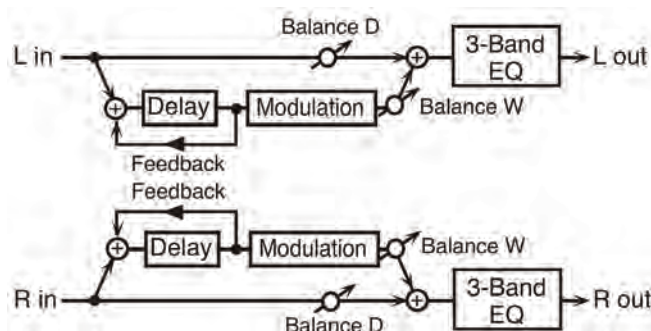 Balance D
L in
3-Band
EQ
L out
Delay
Modulation
Balance W
Feedback
Feedback
Delay
Modulation
Balance W
R in
3-Band
EQ
R out
Balance D